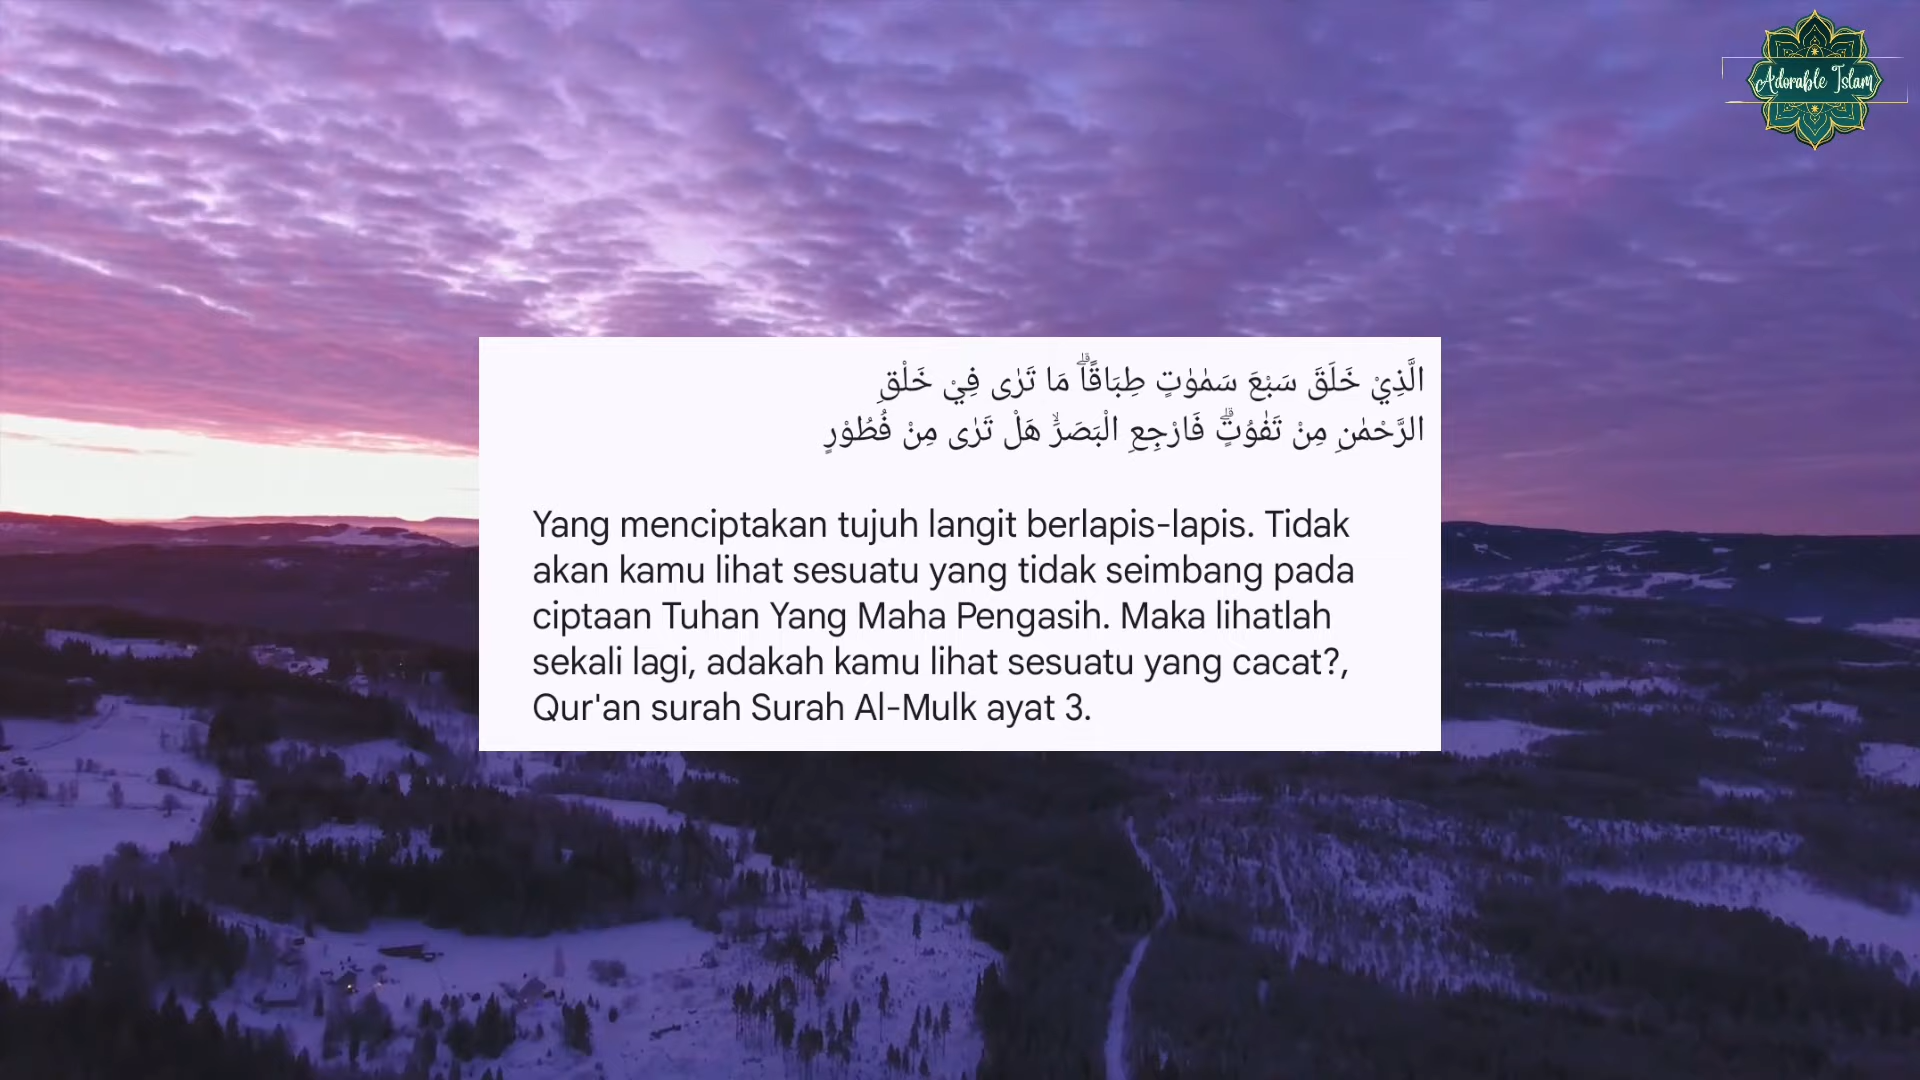 Adorable Islam
الَّذِيْ خَلَقَ سَبْعَ سَمٰوٰتٍ طِبَاقًاۗ مَا تَرٰى فِيْ خَلْقِ
الرَّحْمٰنِ مِنْ تَفٰوُتٍۗ فَارْجِعِ الْبَصَرَۙ هَلْ تَرٰى مِنْ فُطُوْرٍ
Yang menciptakan tujuh langit berlapis-lapis. Tidak
akan kamu lihat sesuatu yang tidak seimbang pada
ciptaan Tuhan Yang Maha Pengasih. Maka lihatlah
sekali lagi, adakah kamu lihat sesuatu yang cacat?,
Qur'an surah Surah Al-Mulk ayat 3.